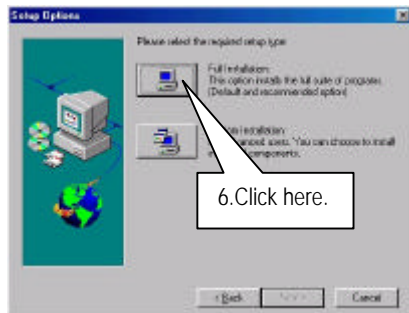 Setup Options
Please select the required setup type
Full Installation:
This option installs the full suite of programs.
(Default and recommended option)
Installation:
users. You can choose to install
components.
6.Click here.
< Back
Cancel